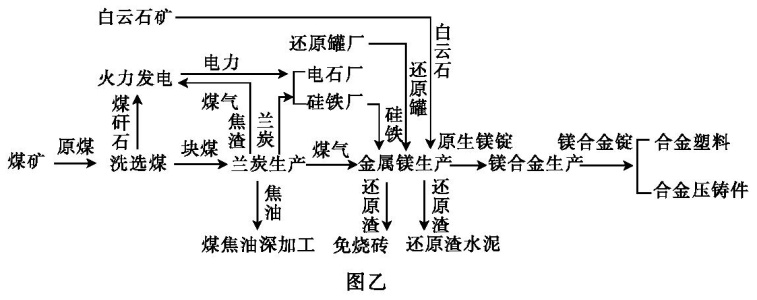 白云石矿
还原罐厂
白云石
火力发电
电力
电石厂
还原罐
煤气
焦渣
兰炭
硅铁厂
硅铁
煤矸石
原生镁锭
镁合金锭
合金塑料
煤矿
原煤
洗选煤
块煤
兰炭生产
煤气
金属镁生产
镁合金生产
合金压铸件
焦油
还原渣
还原渣
煤焦油深加工
免烧砖
还原渣水泥
图乙